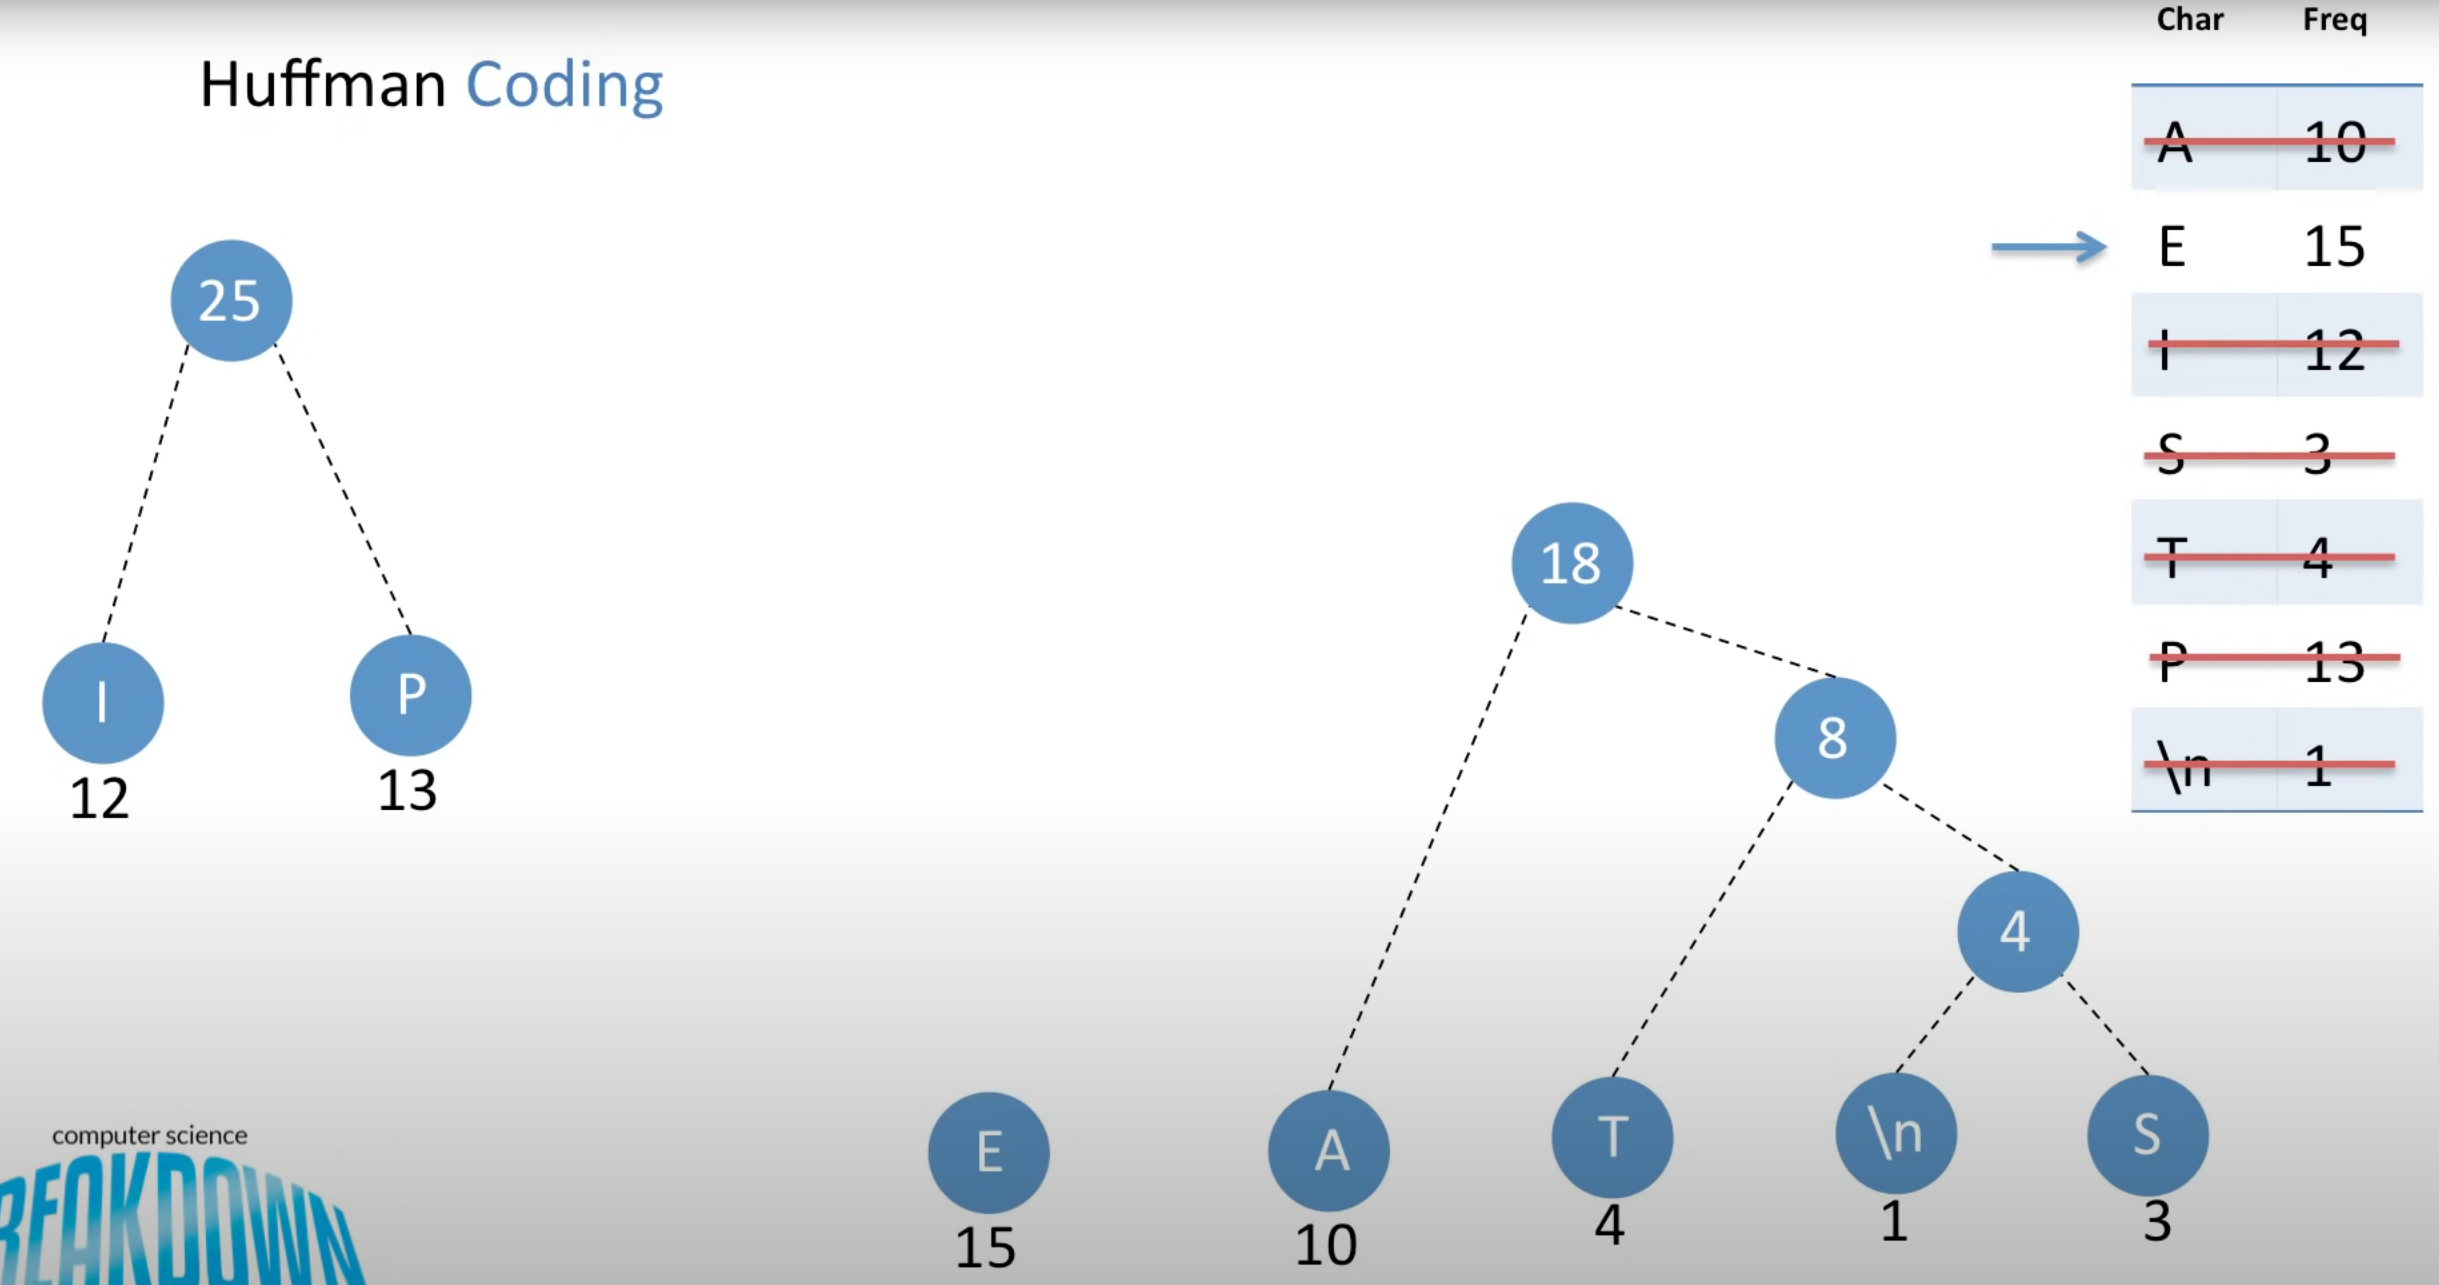 Huffman Coding
Char Freq
A 10
E 15
I 12
S 3
T 4
P 13
\n 1
25
18
8
4
I
12
P
13
E
15
A
10
T
4
\n
1
S
3
computer science
BREAKDOWN